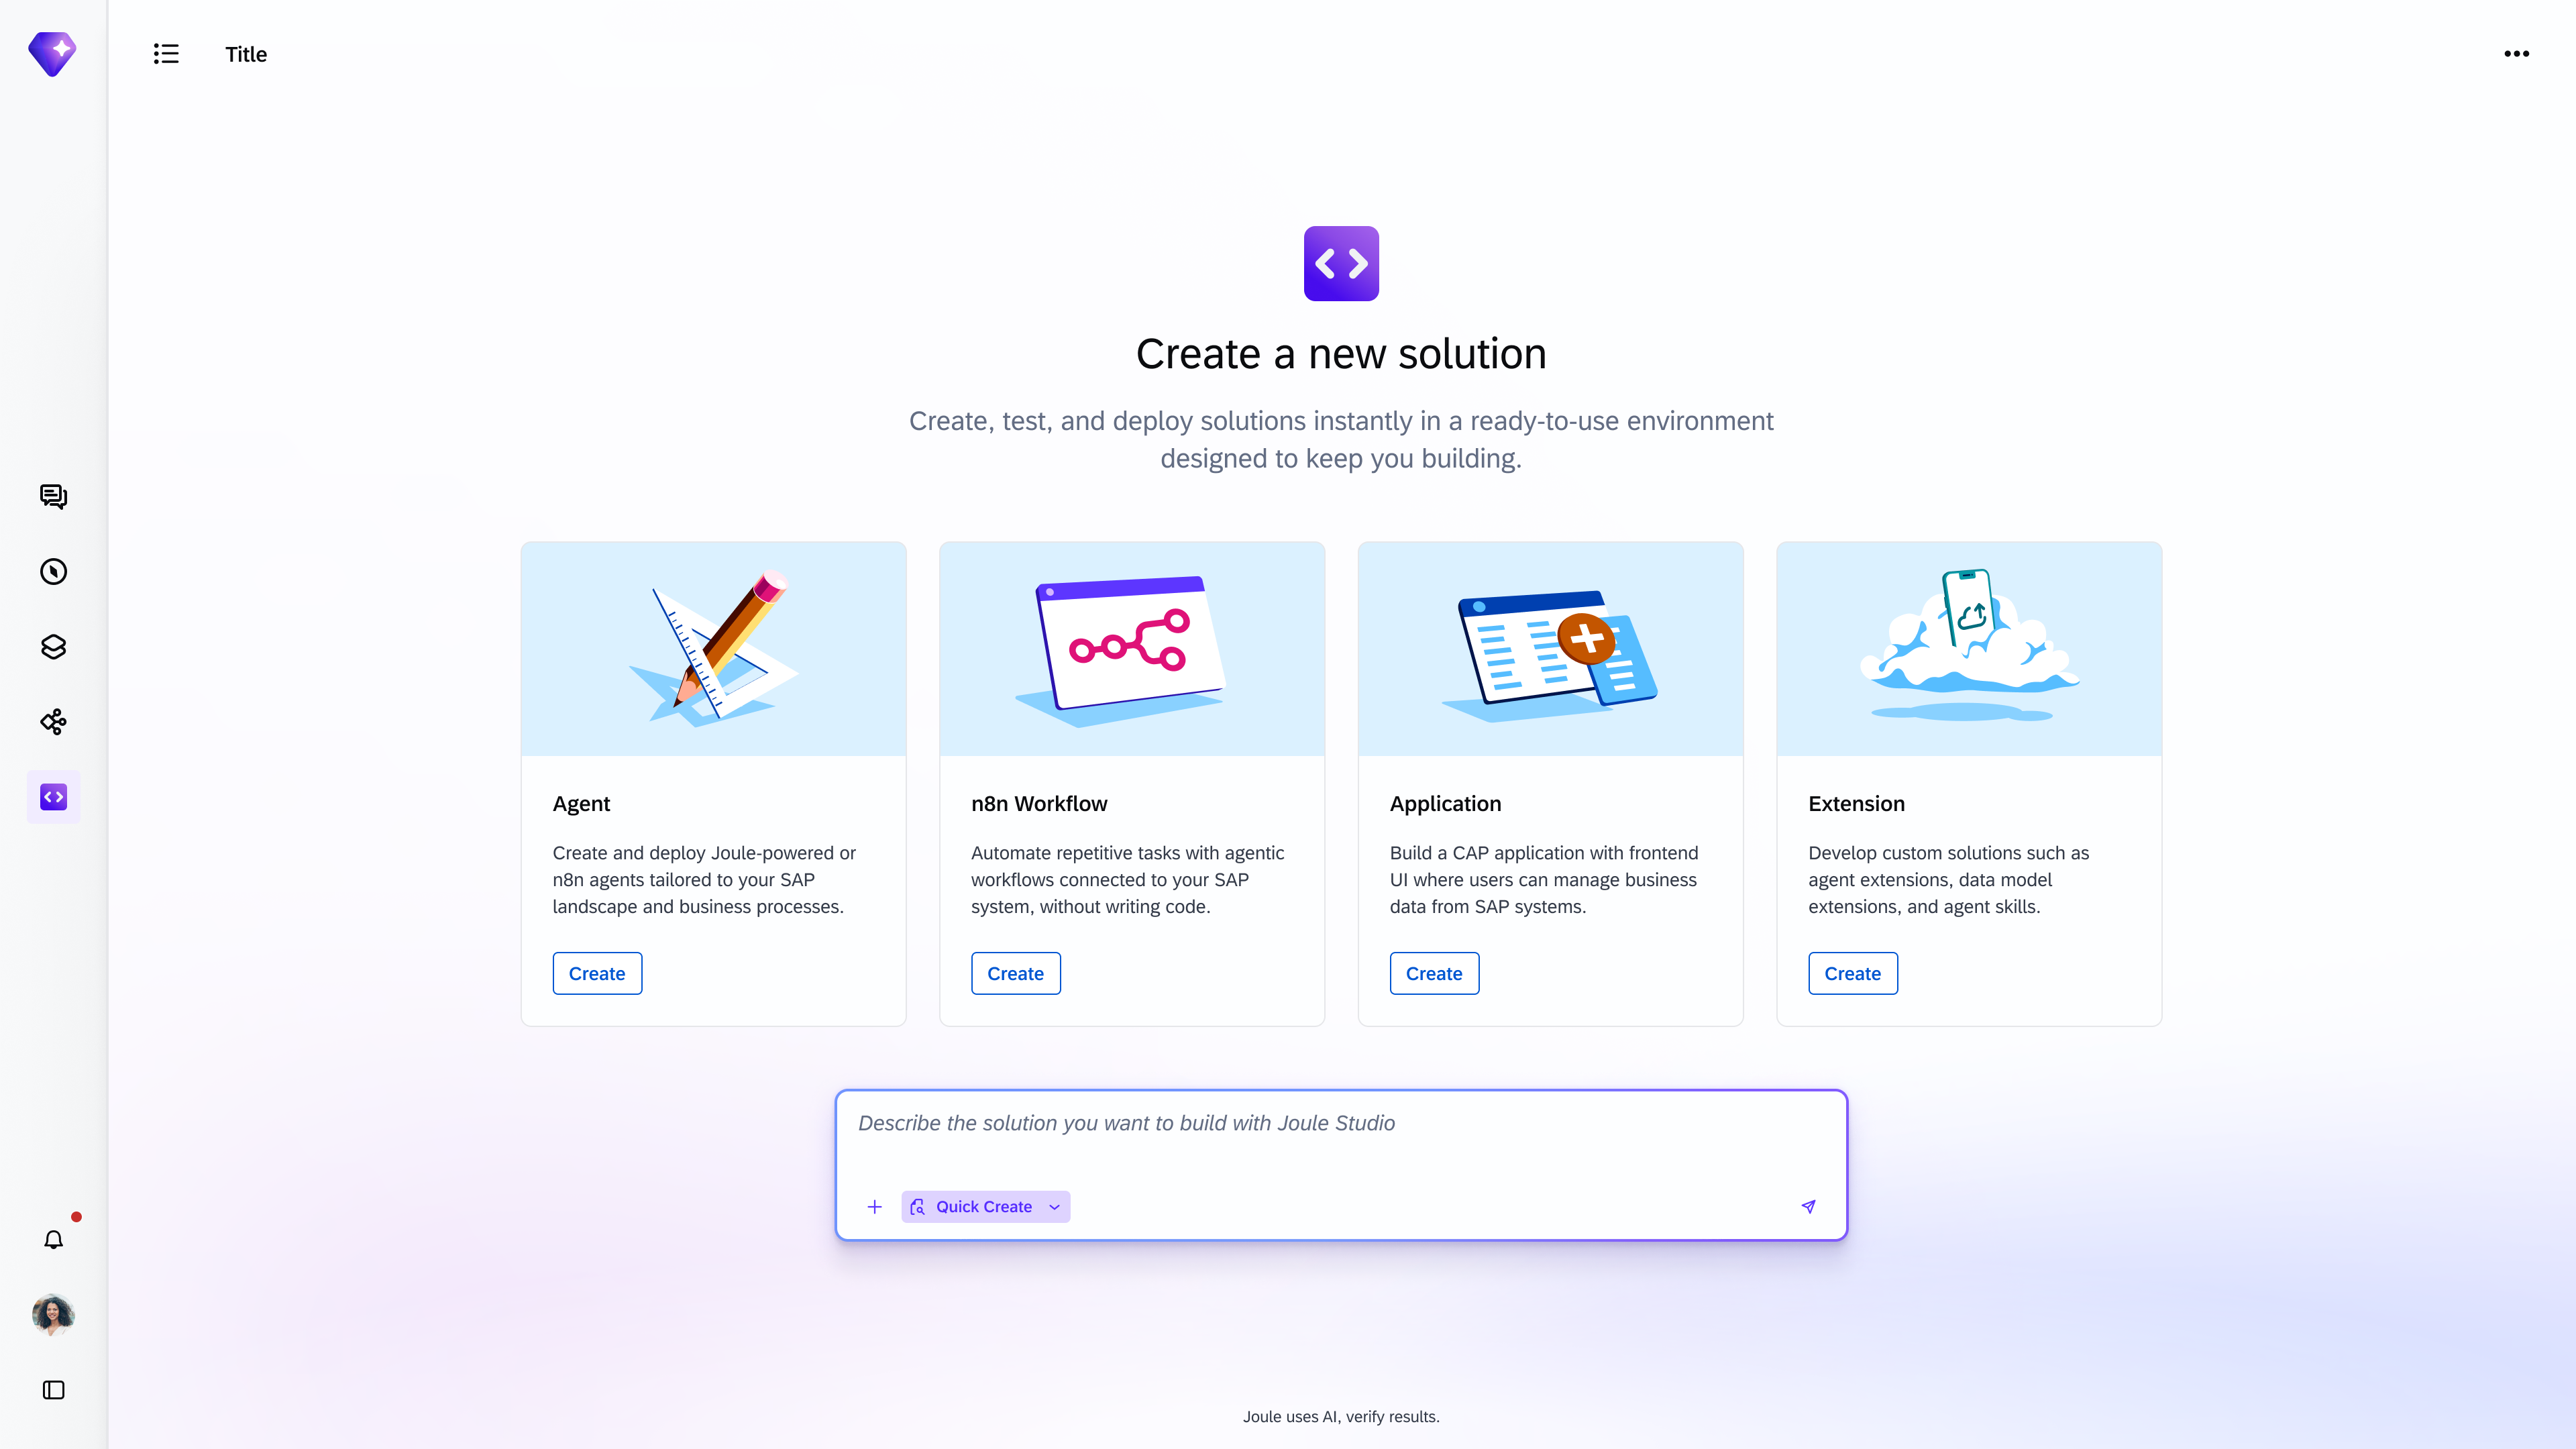 Title
Create a new solution
Create, test, and deploy solutions instantly in a ready-to-use environment
designed to keep you building.
Agent
Create and deploy Joule-powered or
n8n agents tailored to your SAP
landscape and business processes.
Create
n8n Workflow
Automate repetitive tasks with agentic
workflows connected to your SAP
system, without writing code.
Create
Application
Build a CAP application with frontend
UI where users can manage business
data from SAP systems.
Create
Extension
Develop custom solutions such as
agent extensions, data model
extensions, and agent skills.
Create
Describe the solution you want to build with Joule Studio
Quick Create
Joule uses AI, verify results.